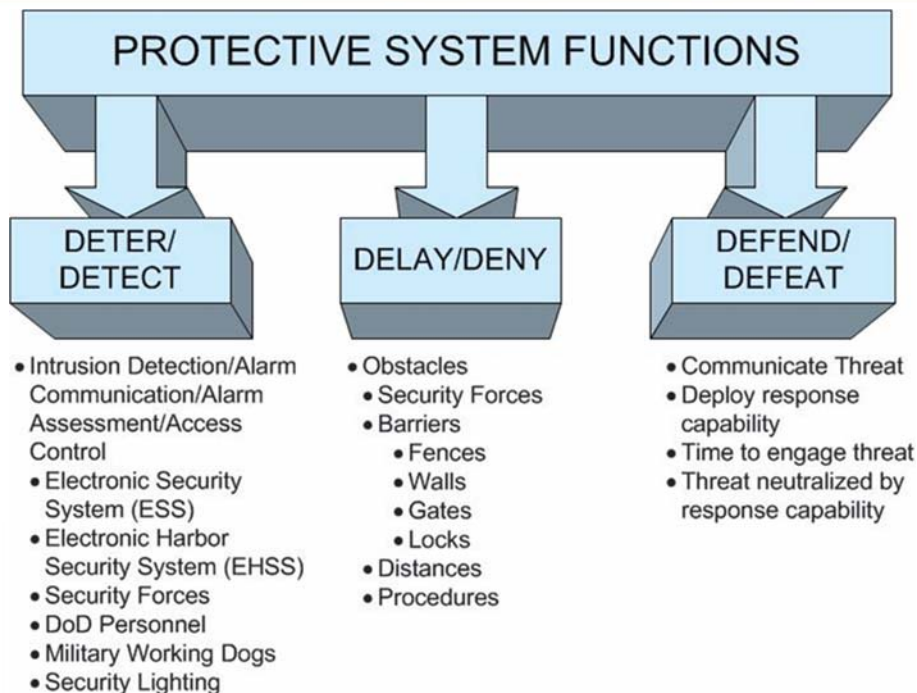 PROTECTIVE SYSTEM FUNCTIONS
DETER/
DETECT
• Intrusion Detection/Alarm
Communication/Alarm
Assessment/Access
Control
• Electronic Security
System (ESS)
• Electronic Harbor
Security System (EHSS)
• Security Forces
• DoD Personnel
• Military Working Dogs
• Security Lighting
DELAY/DENY
• Obstacles
• Security Forces
• Barriers
• Fences
• Walls
• Gates
• Locks
• Distances
• Procedures
DEFEND/
DEFEAT
• Communicate Threat
• Deploy response
capability
• Time to engage threat
• Threat neutralized by
response capability